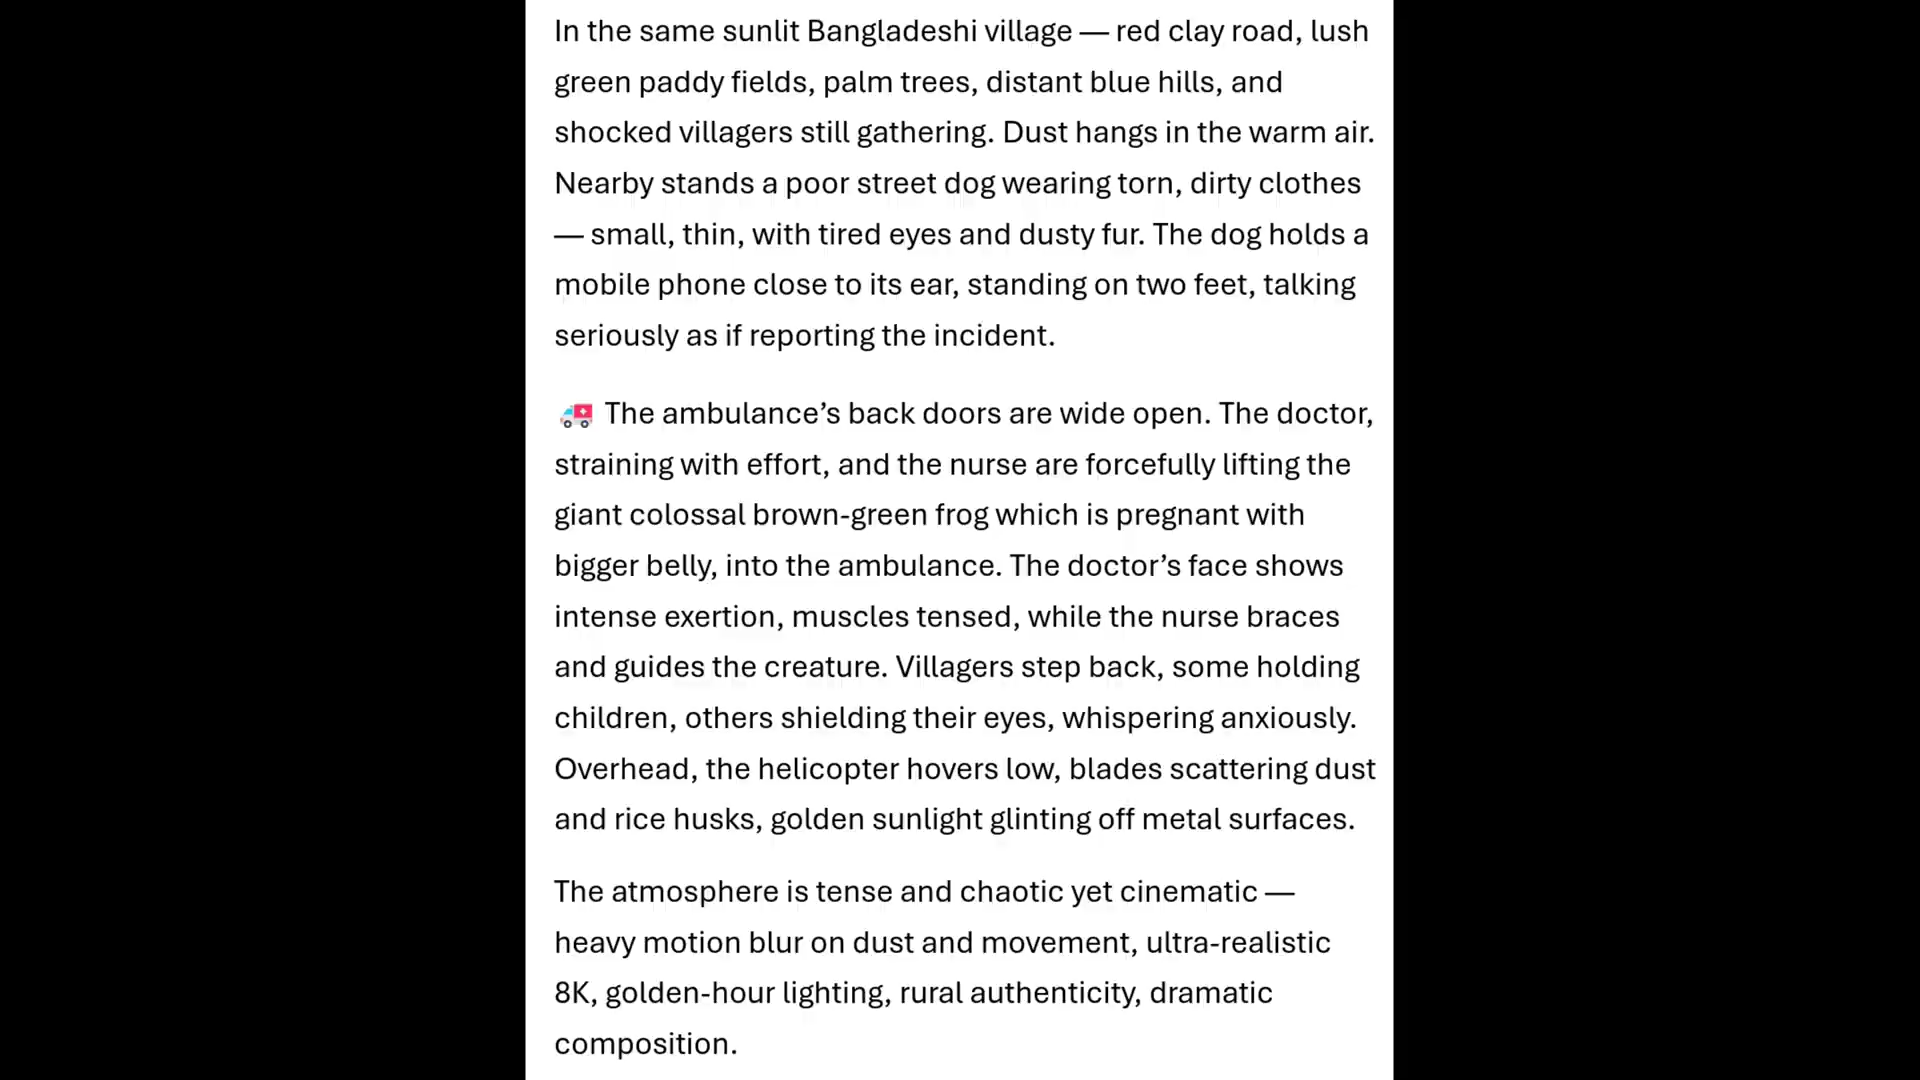 In the same sunlit Bangladeshi village — red clay road, lush
green paddy fields, palm trees, distant blue hills, and
shocked villagers still gathering. Dust hangs in the warm air.
Nearby stands a poor street dog wearing torn, dirty clothes
— small, thin, with tired eyes and dusty fur. The dog holds a
mobile phone close to its ear, standing on two feet, talking
seriously as if reporting the incident.
🚑 The ambulance’s back doors are wide open. The doctor,
straining with effort, and the nurse are forcefully lifting the
giant colossal brown-green frog which is pregnant with
bigger belly, into the ambulance. The doctor’s face shows
intense exertion, muscles tensed, while the nurse braces
and guides the creature. Villagers step back, some holding
children, others shielding their eyes, whispering anxiously.
Overhead, the helicopter hovers low, blades scattering dust
and rice husks, golden sunlight glinting off metal surfaces.
The atmosphere is tense and chaotic yet cinematic —
heavy motion blur on dust and movement, ultra-realistic
8K, golden-hour lighting, rural authenticity, dramatic
composition.